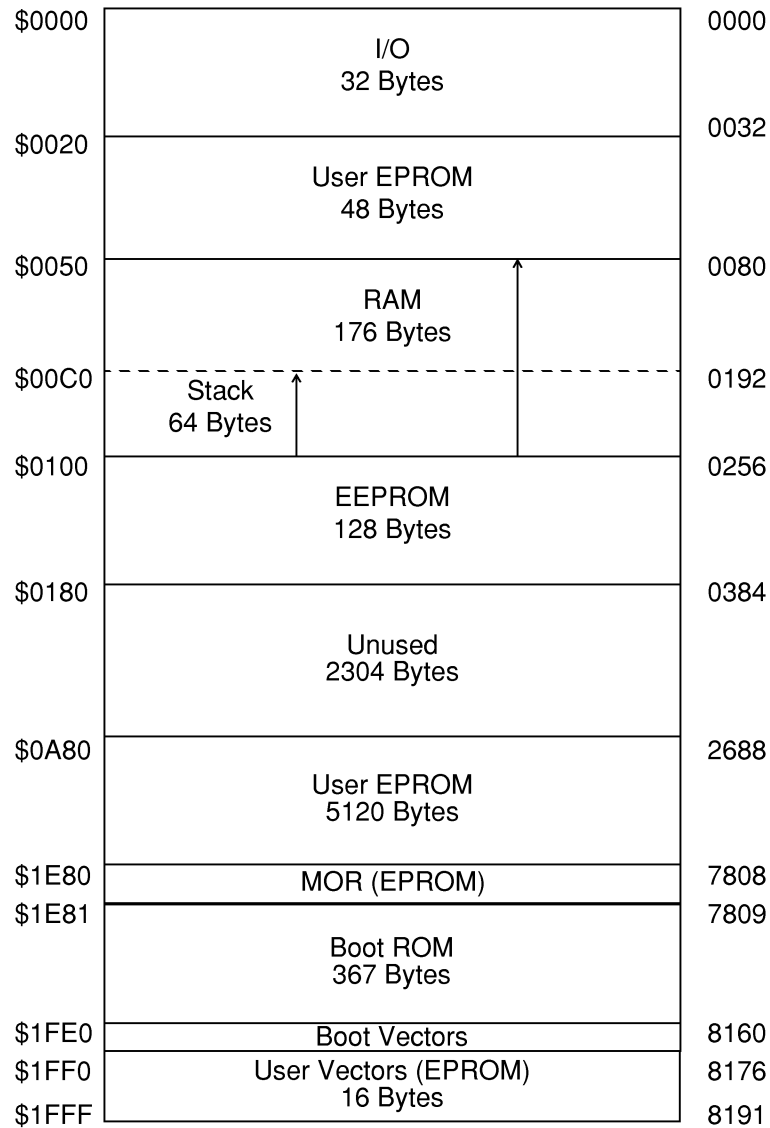 $0000
0000
I/O
32 Bytes
0032
$0020
User EPROM
48 Bytes
$0050
0080
RAM
176 Bytes
$00C0
0192
Stack
64 Bytes
$0100
0256
EEPROM
128 Bytes
$0180
0384
Unused
2304 Bytes
$0A80
2688
User EPROM
5120 Bytes
$1E80
7808
MOR (EPROM)
$1E81
7809
Boot ROM
367 Bytes
$1FE0
8160
Boot Vectors
$1FF0
User Vectors (EPROM)
8176
16 Bytes
$1FFF
8191